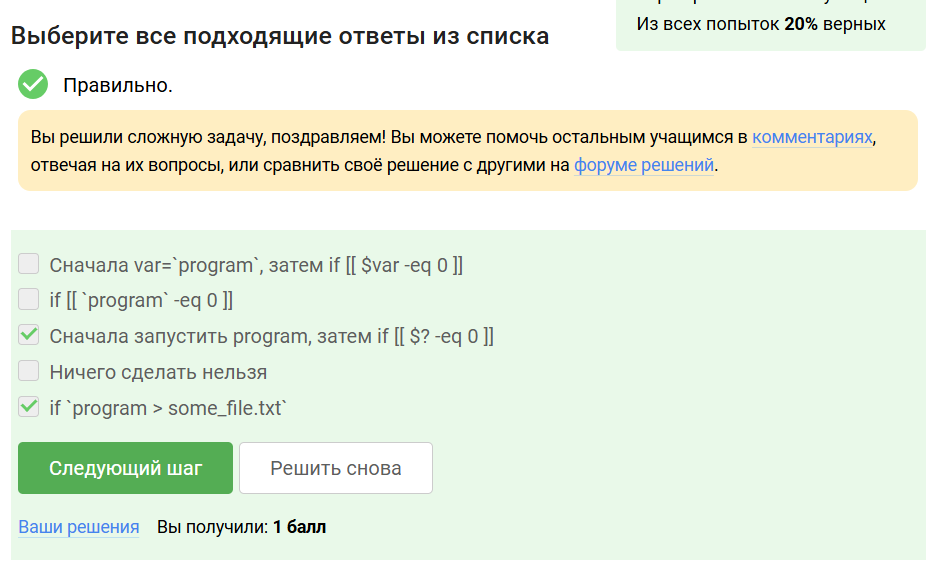 Из всех попыток 20% верных
Выберите все подходящие ответы из списка
Правильно.
Вы решили сложную задачу, поздравляем! Вы можете помочь остальным учащимся в комментариях,
отвечая на их вопросы, или сравнить своё решение с другими на форуме решений.
Сначала var=`program`, затем if [[ $var -eq 0 ]]
if [[ `program` -eq 0 ]]
Сначала запустить program, затем if [[ $? -eq 0 ]]
Ничего сделать нельзя
if `program > some_file.txt`
Следующий шаг
Решить снова
Ваши решения Вы получили: 1 балл